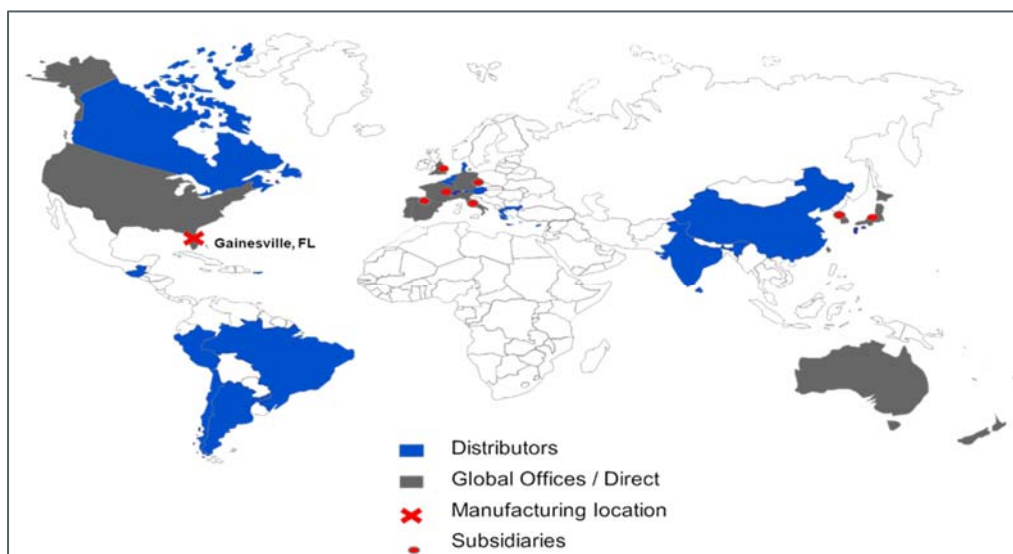 Gainesville, FL
Distributors
Global Offices / Direct
Manufacturing location
Subsidiaries